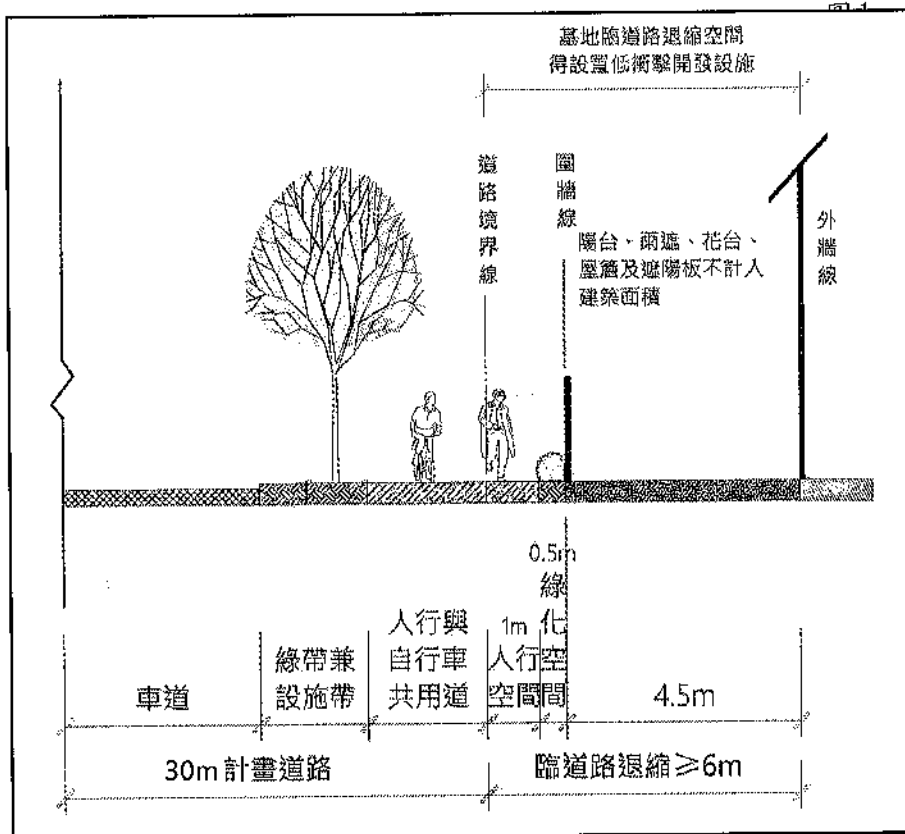 圖1
基地臨道路退縮空間
得設置低衝擊開發設施
道路境界線
圍牆線
陽台、雨遮、花台、
屋簷及遮陽板不計入
建築面積
外牆線
車道
綠帶兼
設施帶
人行與
自行車
共用道
1m
人行
空間
0.5m
綠化空間
4.5m
30m計畫道路
臨道路退縮≥6m